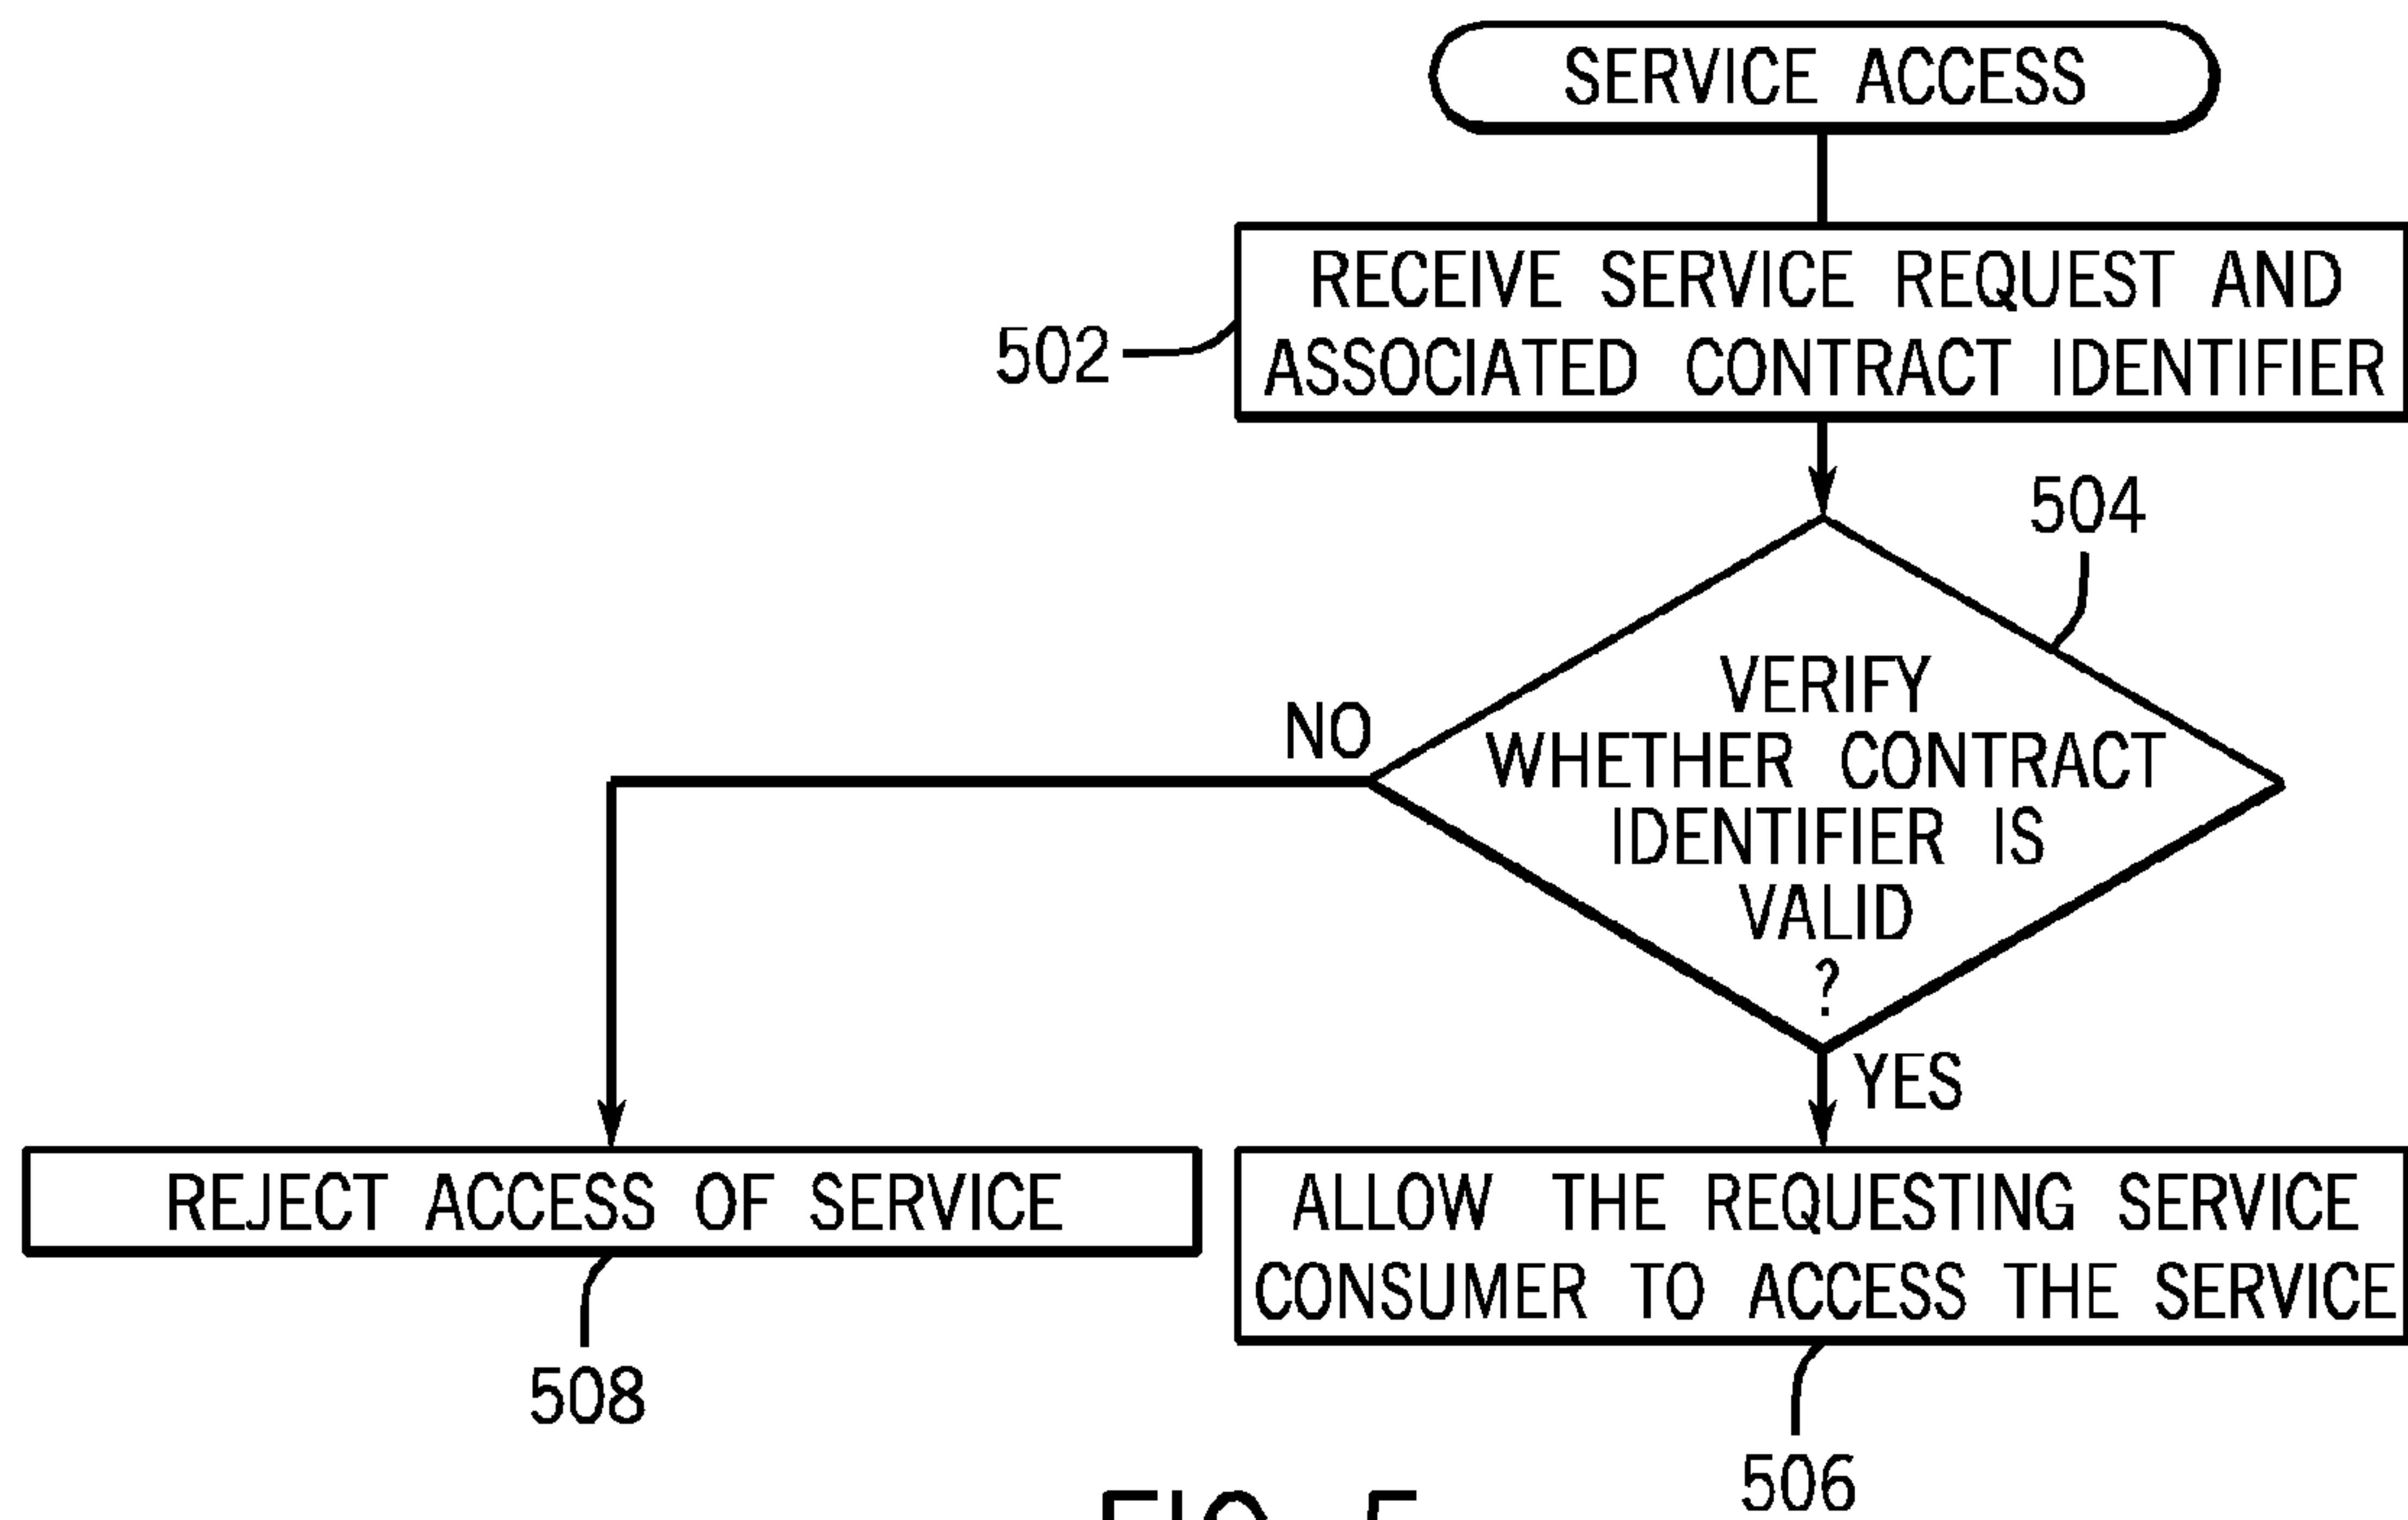 SERVICE ACCESS
RECEIVE SERVICE REQUEST AND
ASSOCIATED CONTRACT IDENTIFIER
502
504
VERIFY
WHETHER CONTRACT
IDENTIFIER IS
VALID
?
NO
YES
REJECT ACCESS OF SERVICE
508
ALLOW THE REQUESTING SERVICE
CONSUMER TO ACCESS THE SERVICE
506